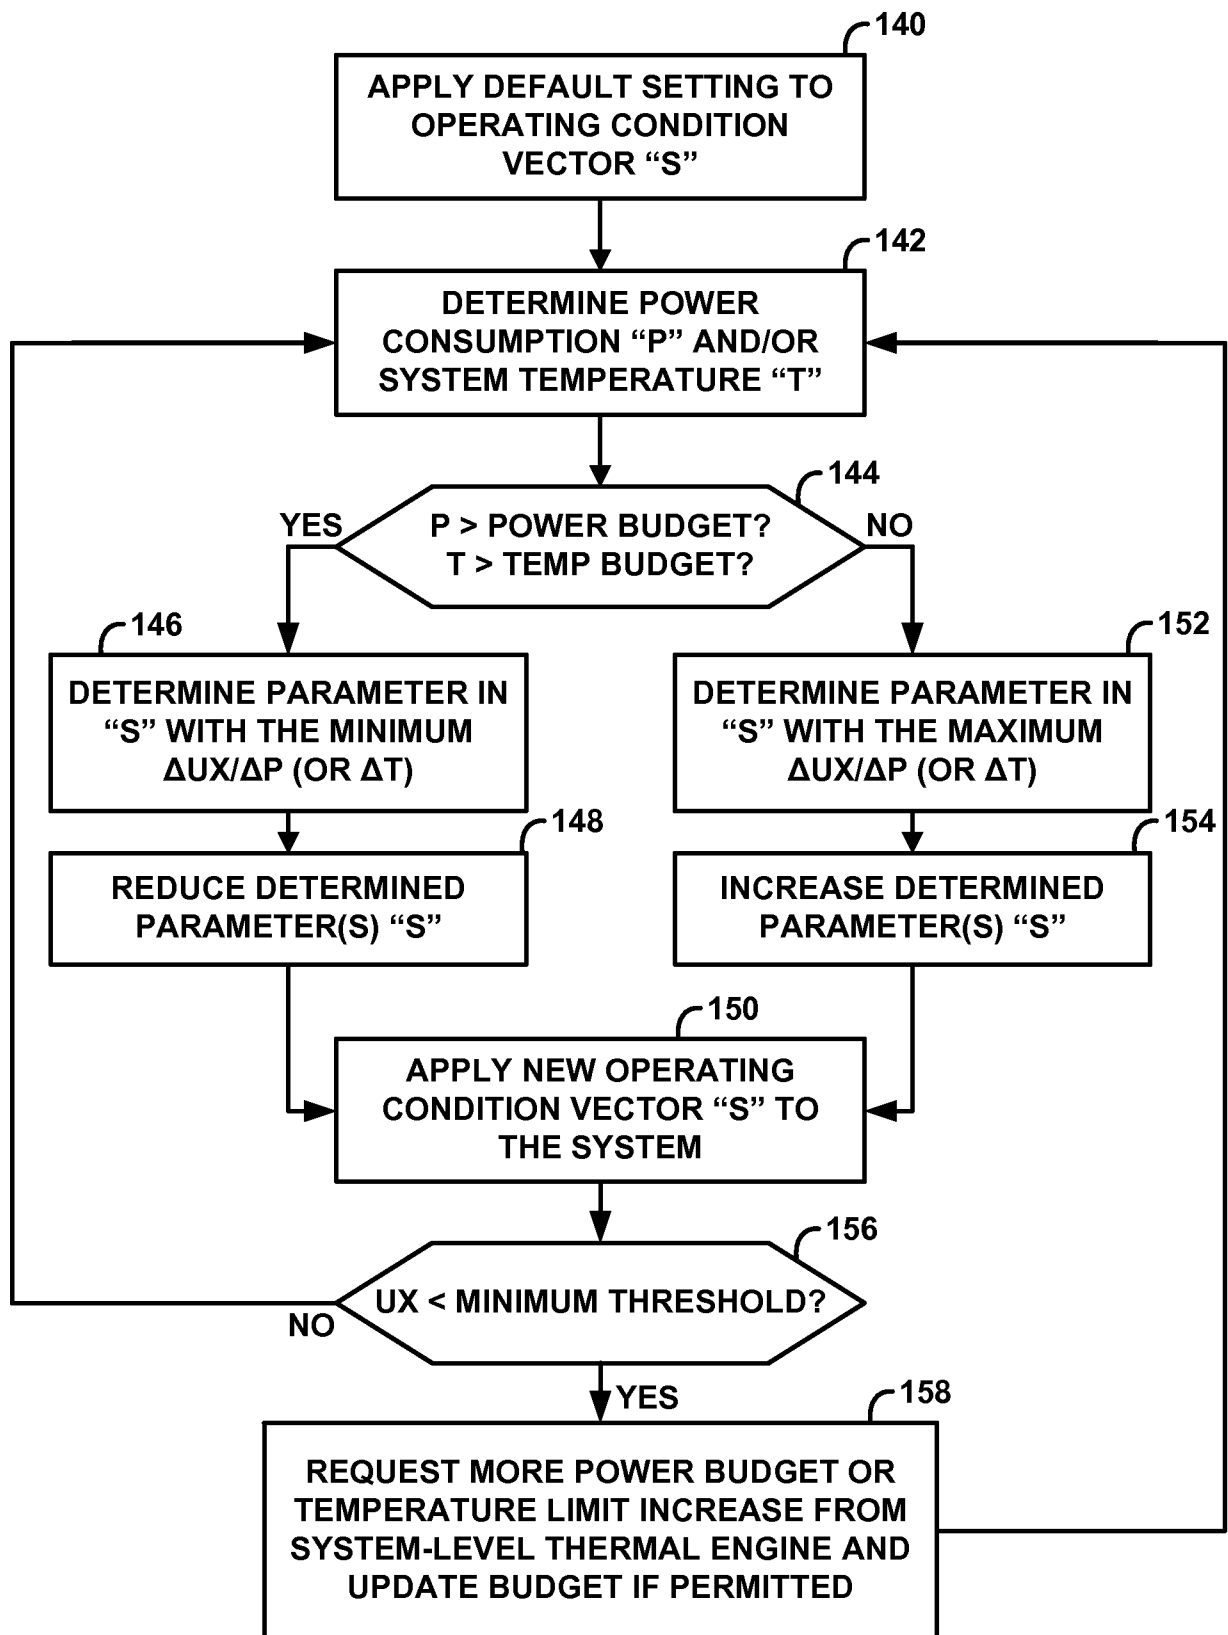 140
APPLY DEFAULT SETTING TO
OPERATING CONDITION
VECTOR “S”
142
DETERMINE POWER
CONSUMPTION “P” AND/OR
SYSTEM TEMPERATURE “T”
144
P > POWER BUDGET?
T > TEMP BUDGET?
YES
NO
146
DETERMINE PARAMETER IN
“S” WITH THE MINIMUM
ΔUX/ΔP (OR ΔT)
148
REDUCE DETERMINED
PARAMETER(S) “S”
152
DETERMINE PARAMETER IN
“S” WITH THE MAXIMUM
ΔUX/ΔP (OR ΔT)
154
INCREASE DETERMINED
PARAMETER(S) “S”
150
APPLY NEW OPERATING
CONDITION VECTOR “S” TO
THE SYSTEM
156
UX < MINIMUM THRESHOLD?
NO
YES
158
REQUEST MORE POWER BUDGET OR
TEMPERATURE LIMIT INCREASE FROM
SYSTEM-LEVEL THERMAL ENGINE AND
UPDATE BUDGET IF PERMITTED